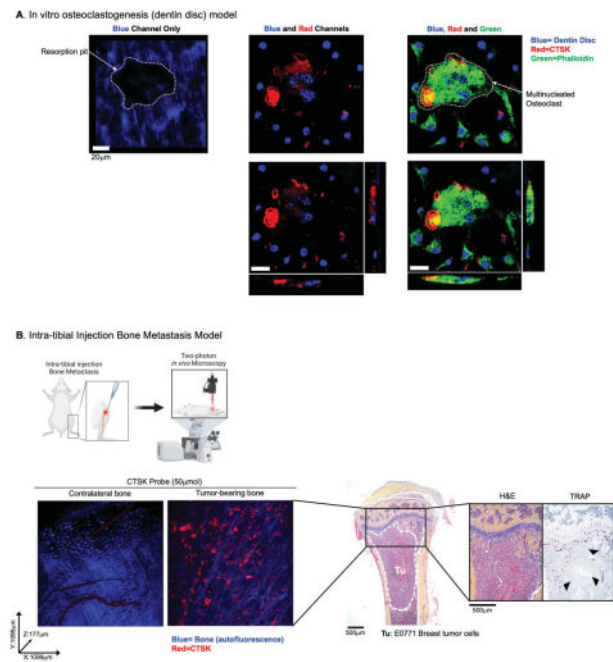 A. In vitro osteoclastogenesis (dentin disc) model
Blue Channel Only
Blue and Red Channels
Blue, Red and Green
Resorption pit
Blue= Dentin Disc
Red=CTSK
Green=Phalloidin
Multinucleated
Osteoclast
20μm
B. Intra-tibial Injection Bone Metastasis Model
Intra-tibial injection
Bone Metastasis
Two-photon
in vivo Microscopy
CTSK Probe (50μmol)
Contralateral bone
Tumor-bearing bone
H&E
TRAP
Tu
Y:1096μm
Z:177μm
X:1096μm
Blue= Bone (autofluorescence)
Red=CTSK
500μm
Tu: E0771 Breast tumor cells
500μm